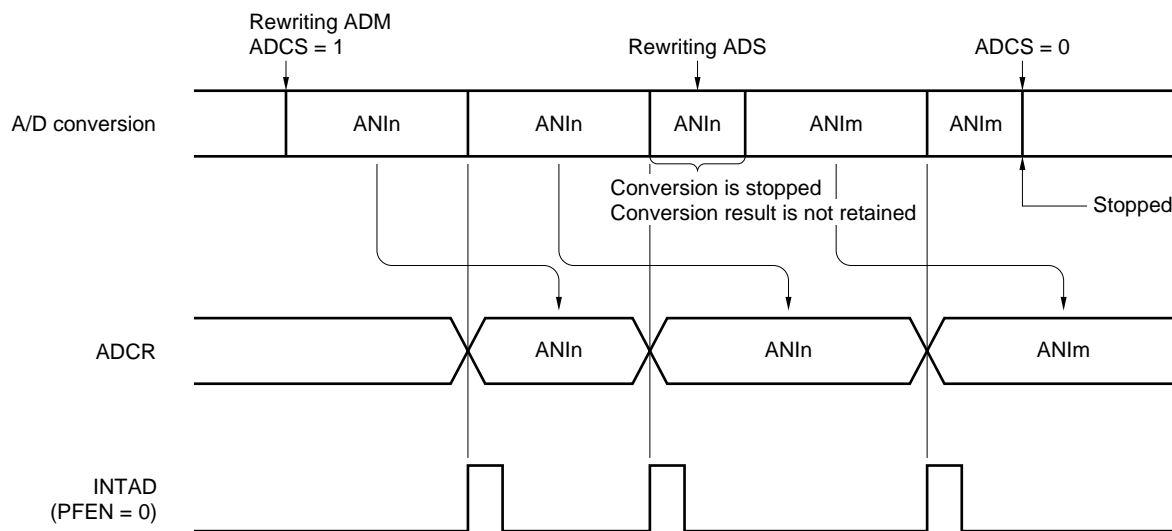 Rewriting ADM
ADCS = 1
Rewriting ADS
ADCS = 0
A/D conversion
ANIn
ANIn
ANIn
ANIm
ANIm
Conversion is stopped
Conversion result is not retained
Stopped
ADCR
ANIn
ANIn
ANIm
INTAD
(PFEN = 0)